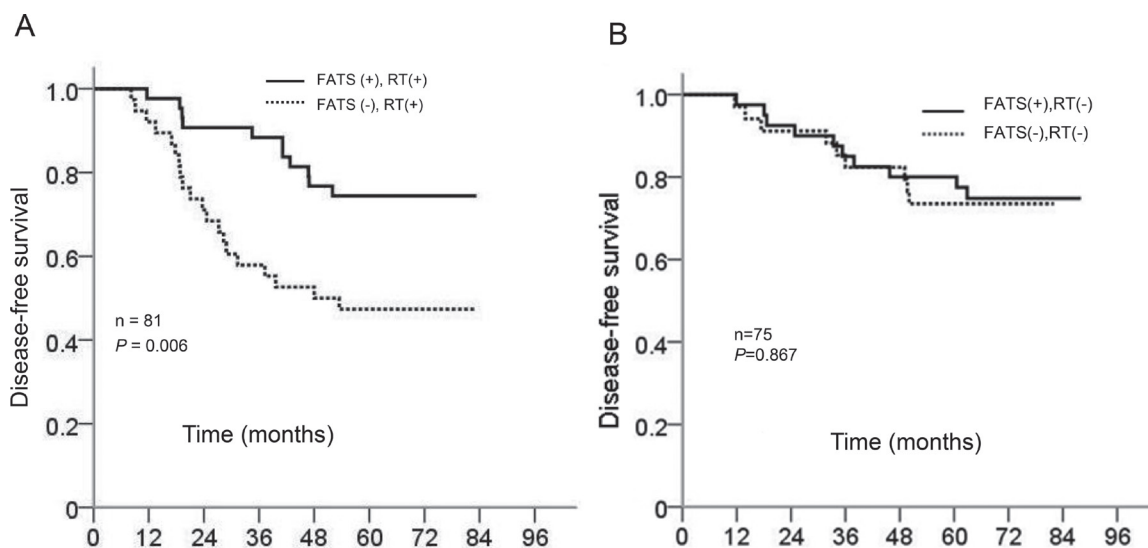 A
FATS (+), RT(+)
FATS (-), RT(+)
1.0
0.8
0.6
0.4
0.2
0
Disease-free survival
n = 81
P = 0.006
Time (months)
0 12 24 36 48 60 72 84 96
B
FATS(+),RT(-)
FATS(-),RT(-)
1.0
0.8
0.6
0.4
0.2
0
Disease-free survival
n=75
P=0.867
Time (months)
0 12 24 36 48 60 72 84 96